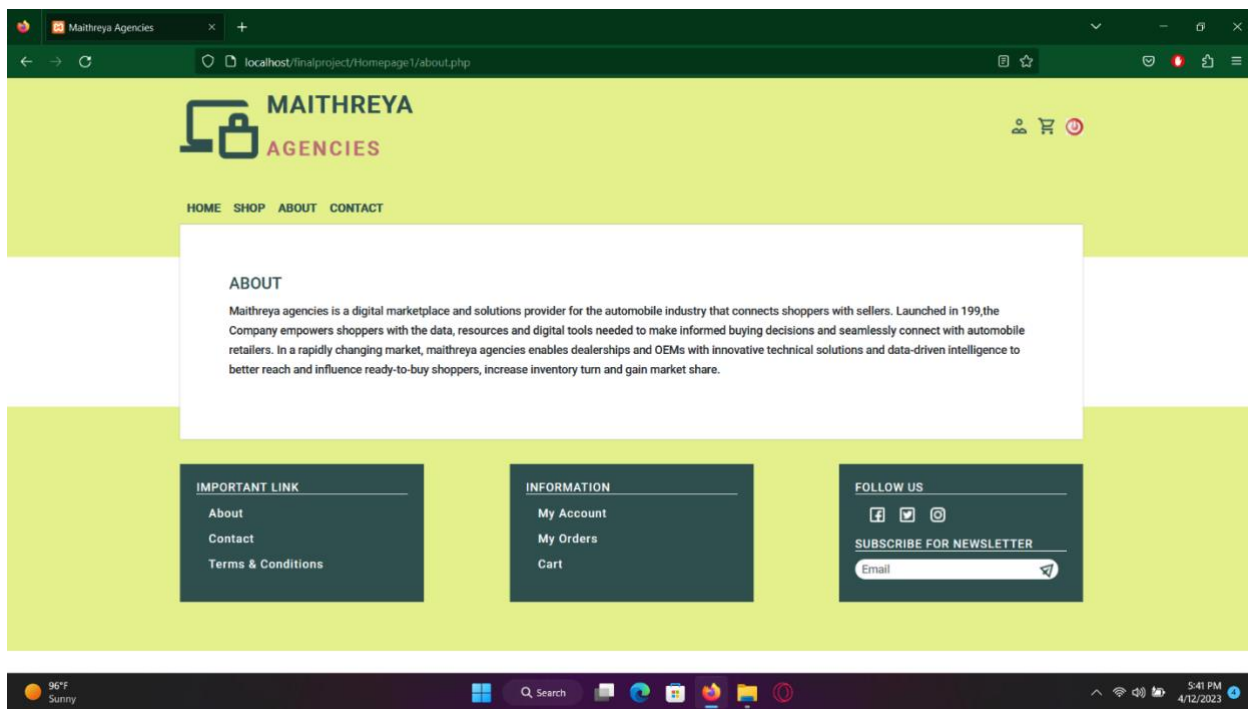 Maithreya Agencies
localhost/finalproject/Homepage1/about.php
MAITHREYA
AGENCIES
HOME SHOP ABOUT CONTACT
ABOUT
Maithreya agencies is a digital marketplace and solutions provider for the automobile industry that connects shoppers with sellers. Launched in 199,the
Company empowers shoppers with the data, resources and digital tools needed to make informed buying decisions and seamlessly connect with automobile
retailers. In a rapidly changing market, maithreya agencies enables dealerships and OEMs with innovative technical solutions and data-driven intelligence to
better reach and influence ready-to-buy shoppers, increase inventory turn and gain market share.
IMPORTANT LINK
About
Contact
Terms & Conditions
INFORMATION
My Account
My Orders
Cart
FOLLOW US
SUBSCRIBE FOR NEWSLETTER
Email
96°F
Sunny
Search
5:41 PM
4/12/2023
4